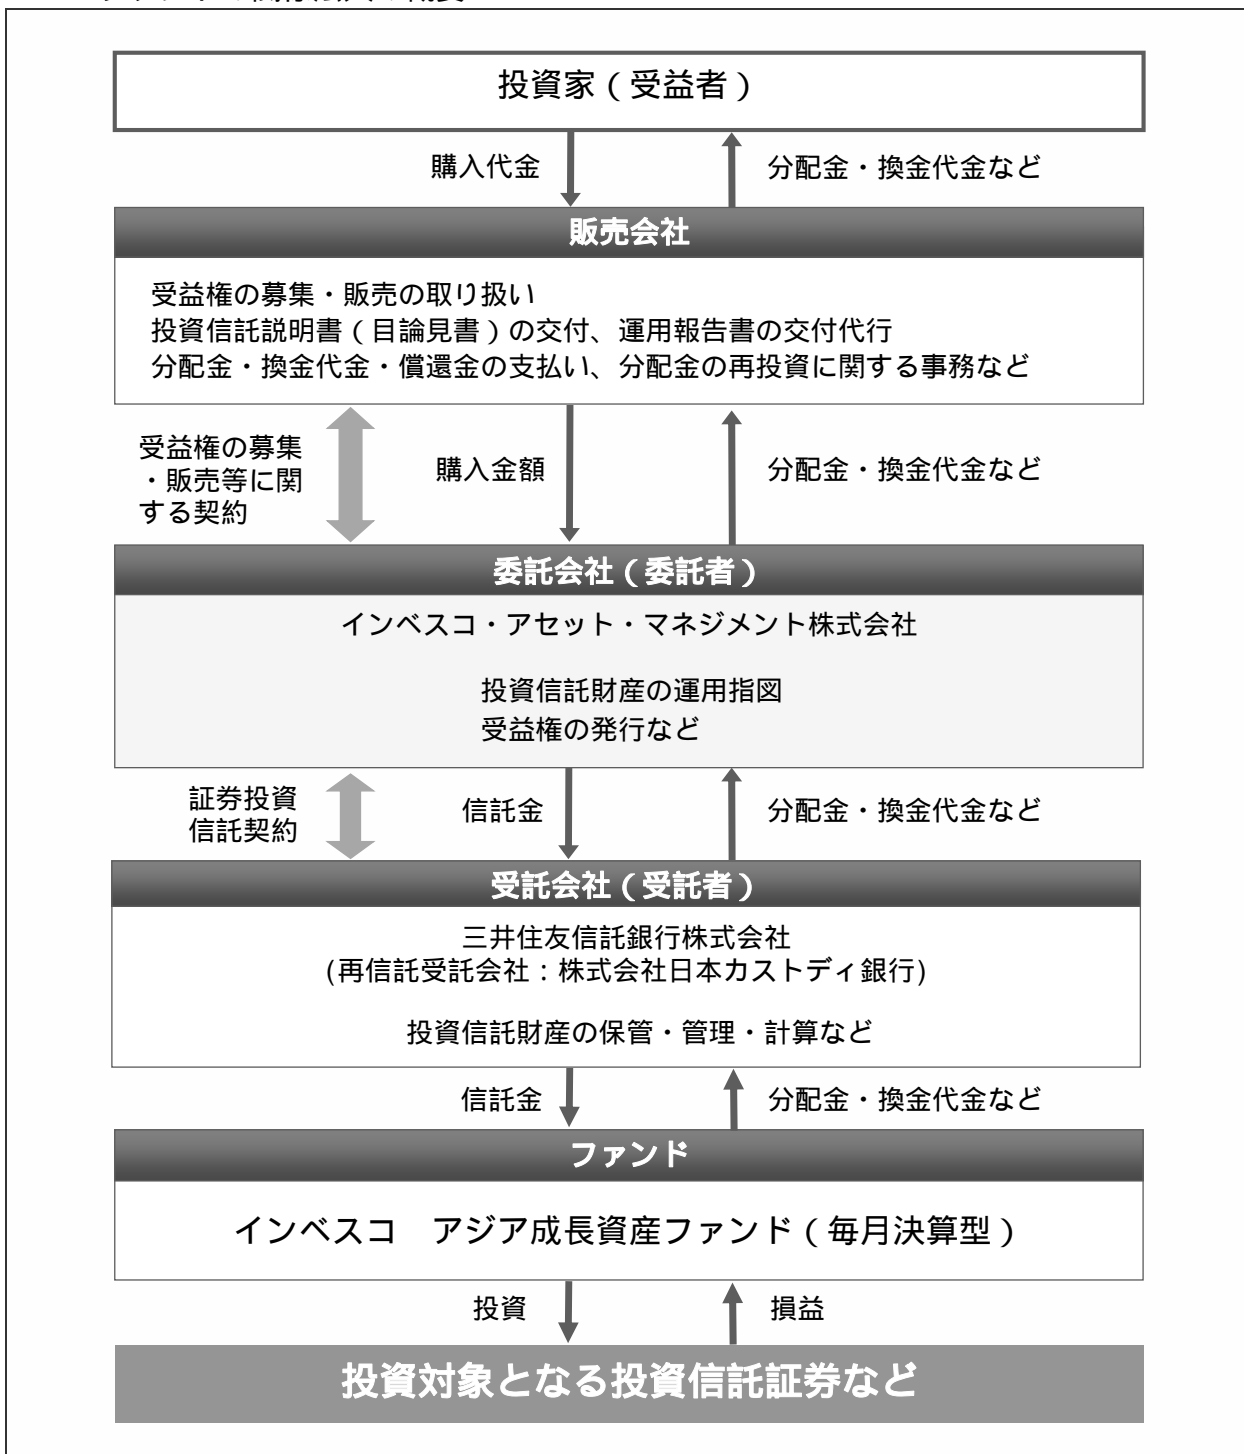 投資家（受益者）
購入代金
分配金・換金代金など
販売会社
受益権の募集・販売の取り扱い
投資信託説明書（目論見書）の交付、運用報告書の交付代行
分配金・換金代金・償還金の支払い、分配金の再投資に関する事務など
受益権の募集
・販売等に関
する契約
購入金額
分配金・換金代金など
委託会社（委託者）
インベスコ・アセット・マネジメント株式会社
投資信託財産の運用指図
受益権の発行など
証券投資
信託契約
信託金
分配金・換金代金など
受託会社（受託者）
三井住友信託銀行株式会社
(再信託受託会社：株式会社日本カストディ銀行)
投資信託財産の保管・管理・計算など
信託金
分配金・換金代金など
ファンド
インベスコ　アジア成長資産ファンド（毎月決算型）
投資
損益
投資対象となる投資信託証券など